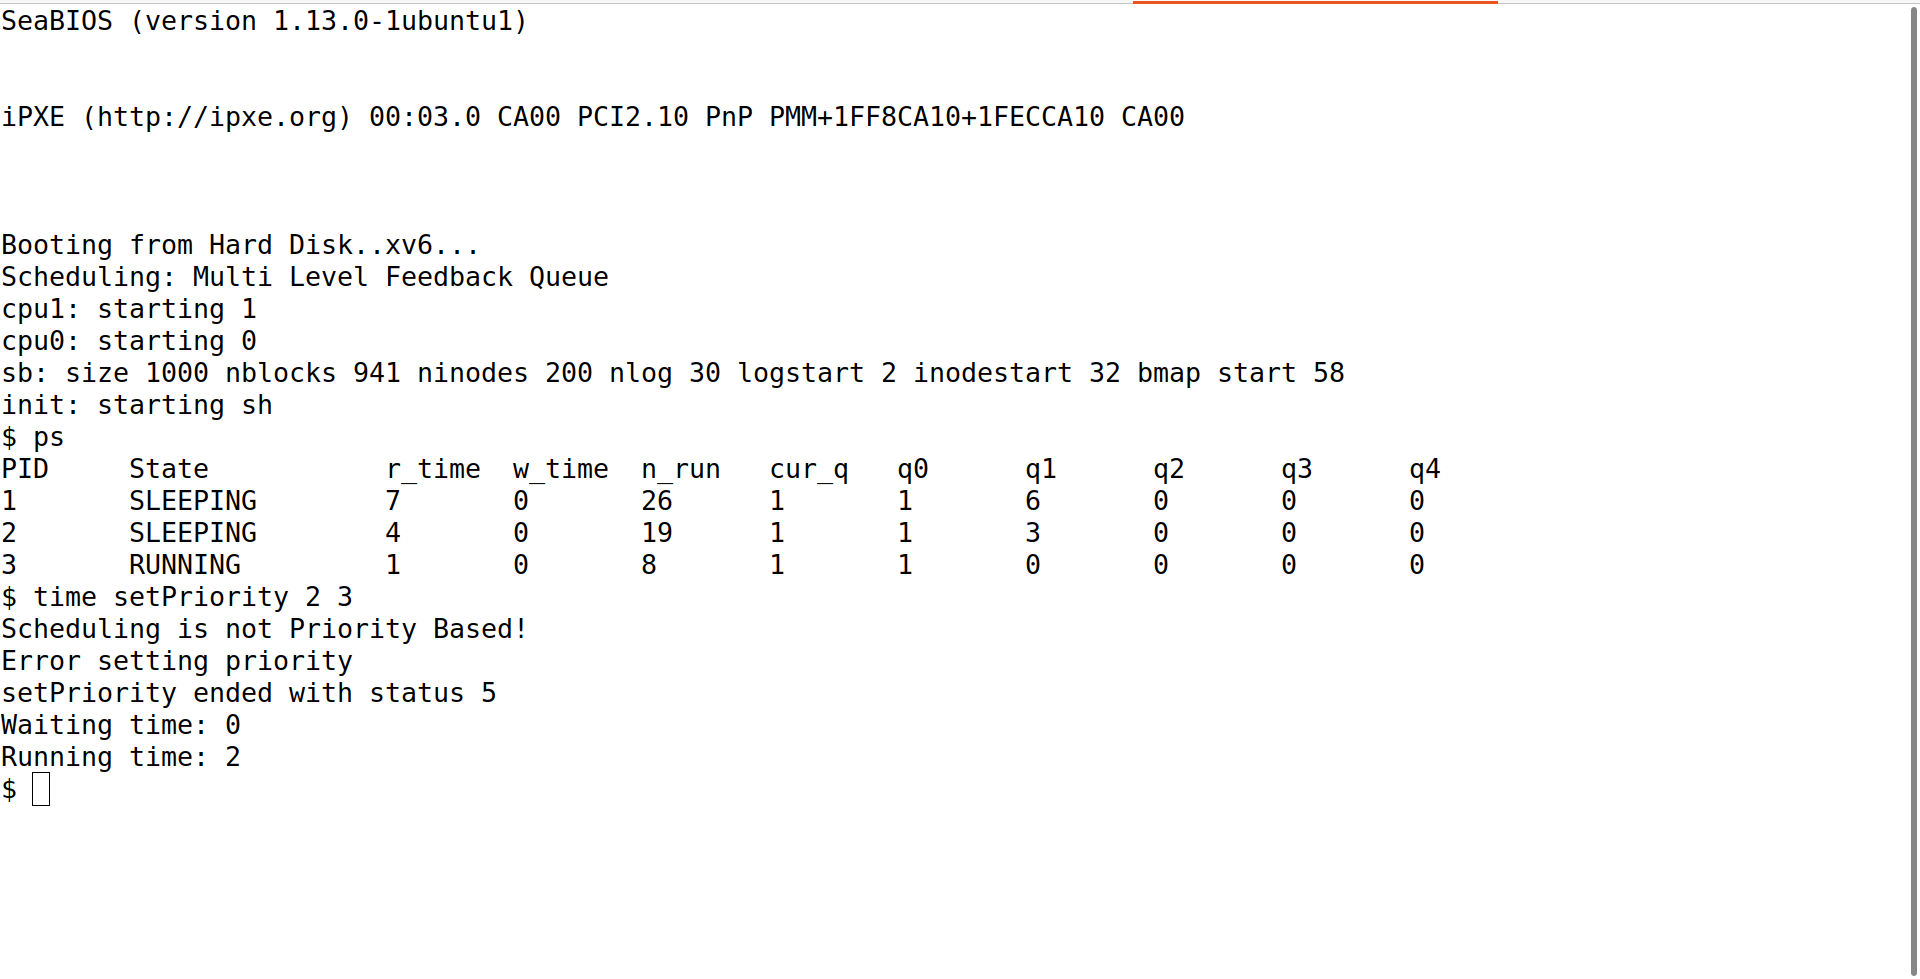 SeaBIOS (version 1.13.0-1ubuntu1)
iPXE (http://ipxe.org) 00:03.0 CA00 PCI2.10 PnP PMM+1FF8CA10+1FECCA10 CA00
Booting from Hard Disk..xv6...
Scheduling: Multi Level Feedback Queue
cpu1: starting 1
cpu0: starting 0
sb: size 1000 nblocks 941 ninodes 200 nlog 30 logstart 2 inodestart 32 bmap start 58
init: starting sh
$ ps
PID State r_time w_time n_run cur_q q0 q1 q2 q3 q4
1 SLEEPING 7 0 26 1 1 6 0 0 0
2 SLEEPING 4 0 19 1 1 3 0 0 0
3 RUNNING 1 0 8 1 1 0 0 0 0
$ time setPriority 2 3
Scheduling is not Priority Based!
Error setting priority
setPriority ended with status 5
Waiting time: 0
Running time: 2
$